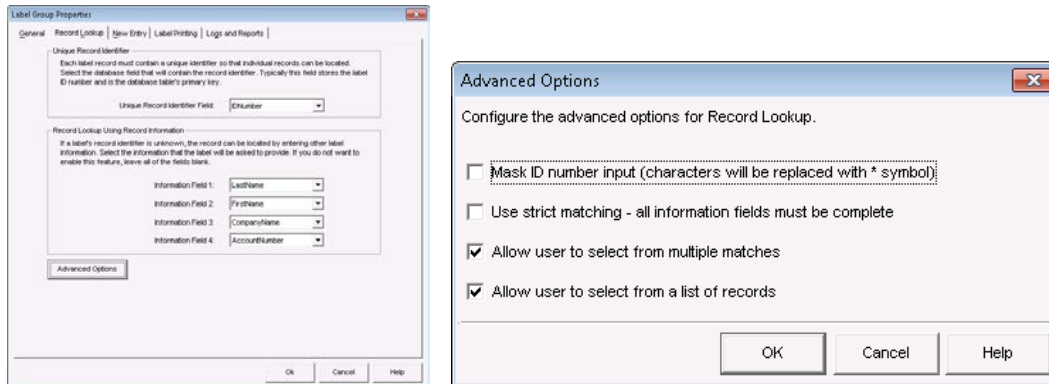 Label Group Properties
General Record Lookup New Entry Label Printing Logs and Reports
Unique Record Identifier
Each label record must contain a unique identifier so that individual records can be located.
Select the database field that will contain the record identifier. Typically this field stores the label
ID number and is the database table's primary key.
Unique Record Identifier Field: IDNumber
Record Lookup Using Record Information
If a label's record identifier is unknown, the record can be located by entering other label
information. Select the information that the label will be asked to provide. If you do not want to
enable this feature, leave all of the fields blank.
Information Field 1: LastName
Information Field 2: FirstName
Information Field 3: CompanyName
Information Field 4: AccountNumber
Advanced Options
Ok Cancel Help
Advanced Options
Configure the advanced options for Record Lookup.
Mask ID number input (characters will be replaced with * symbol)
Use strict matching - all information fields must be complete
Allow user to select from multiple matches
Allow user to select from a list of records
OK Cancel Help